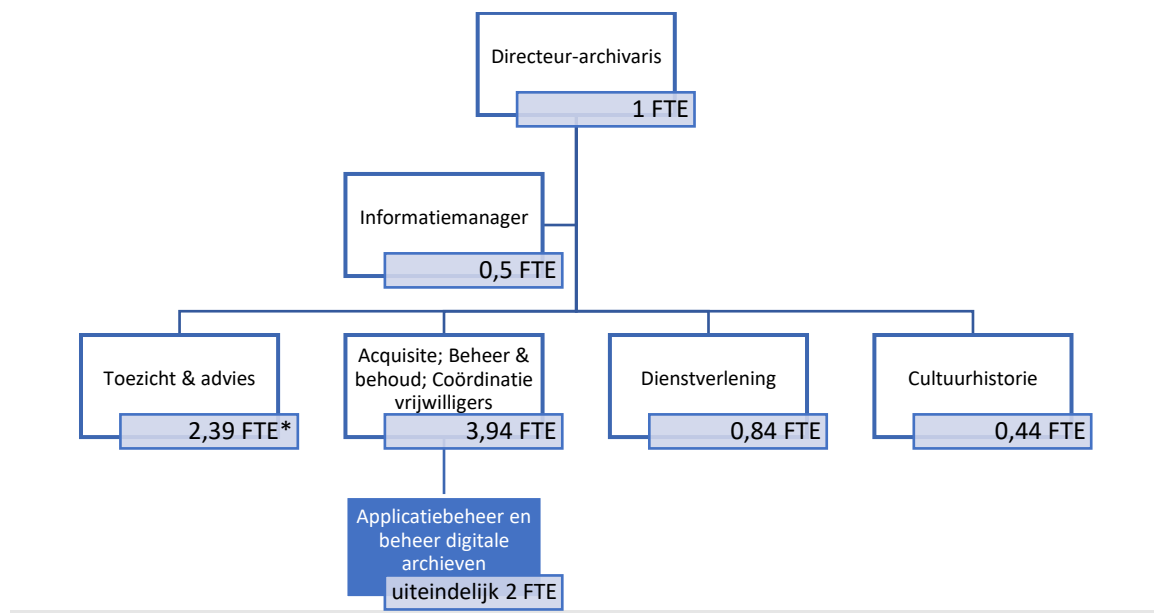 Directeur-archivaris
1 FTE
Informatiemanager
0,5 FTE
Toezicht & advies
2,39 FTE*
Acquisite; Beheer &
behoud; Coördinatie
vrijwilligers
3,94 FTE
Dienstverlening
0,84 FTE
Cultuurhistorie
0,44 FTE
Applicatiebeheer en
beheer digitale
archieven
uiteindelijk 2 FTE